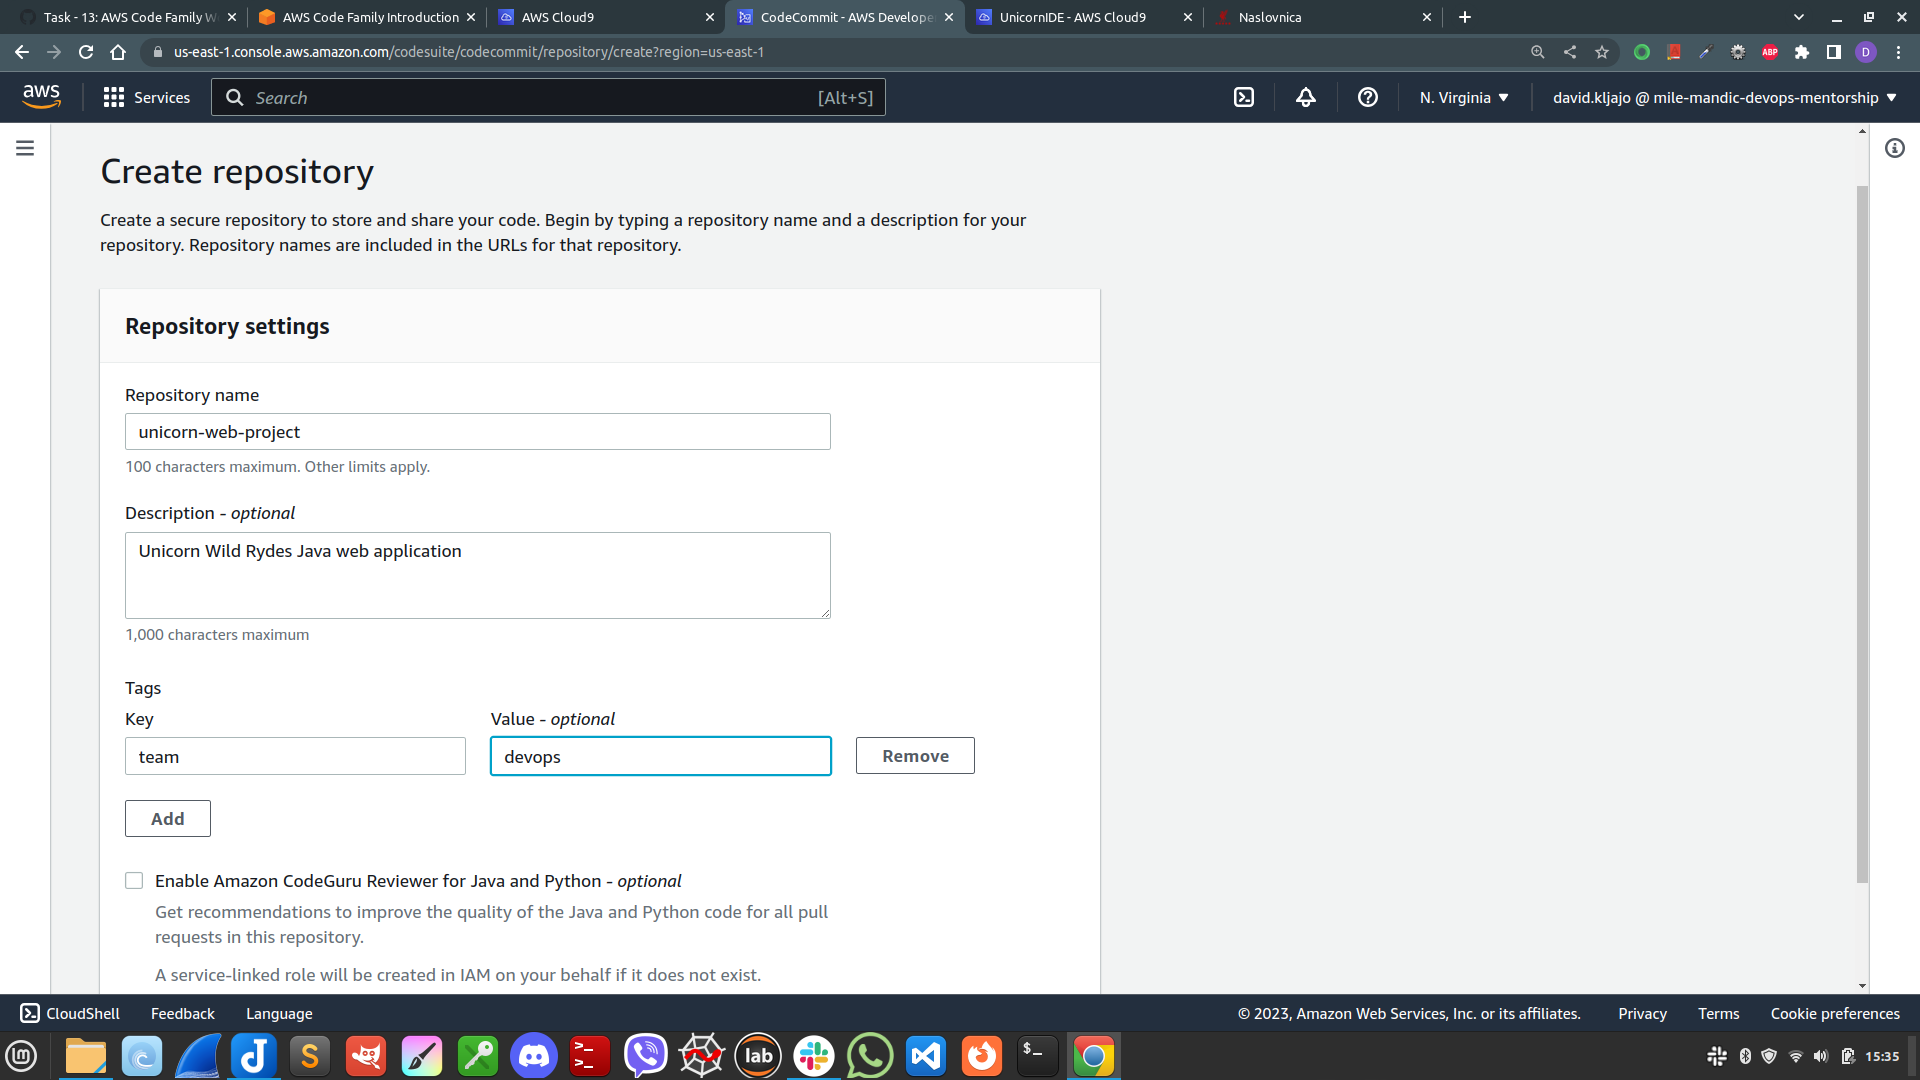 Task - 13: AWS Code Family W
AWS Code Family Introduction
AWS Cloud9
CodeCommit - AWS Develope
UnicornIDE - AWS Cloud9
Naslovnica
us-east-1.console.aws.amazon.com/codesuite/codecommit/repository/create?region=us-east-1
ABP
D
aws
Services
Search
[Alt+S]
N. Virginia
david.kljajo @ mile-mandic-devops-mentorship
Create repository
Create a secure repository to store and share your code. Begin by typing a repository name and a description for your
repository. Repository names are included in the URLs for that repository.
Repository settings
Repository name
unicorn-web-project
100 characters maximum. Other limits apply.
Description - optional
Unicorn Wild Rydes Java web application
1,000 characters maximum
Tags
Key
Value - optional
team
devops
Remove
Add
Enable Amazon CodeGuru Reviewer for Java and Python - optional
Get recommendations to improve the quality of the Java and Python code for all pull
requests in this repository.
A service-linked role will be created in IAM on your behalf if it does not exist.
CloudShell
Feedback
Language
© 2023, Amazon Web Services, Inc. or its affiliates.
Privacy
Terms
Cookie preferences
lab
$_
15:35